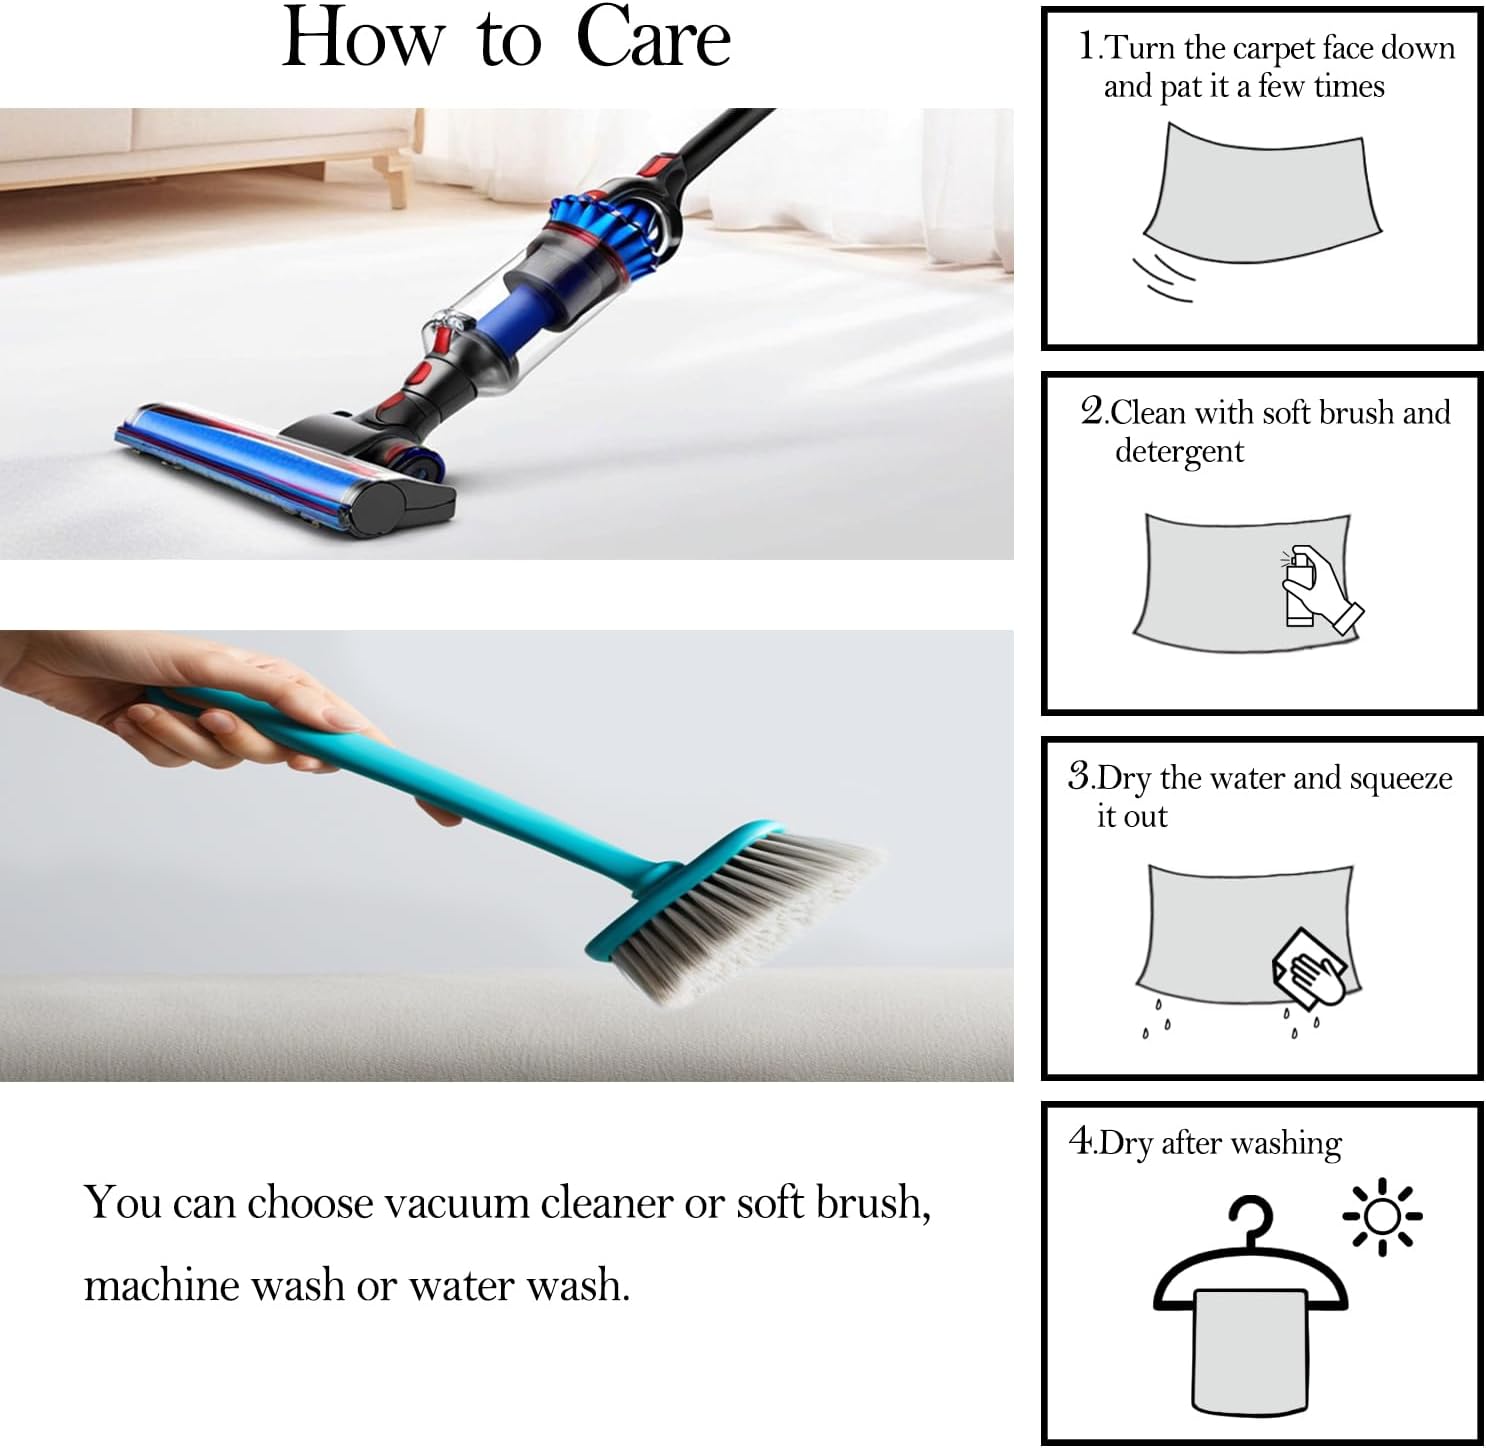 How to Care
1.Turn the carpet face down
and pat it a few times
2.Clean with soft brush and
detergent
3.Dry the water and squeeze
it out
4.Dry after washing
You can choose vacuum cleaner or soft brush,
machine wash or water wash.